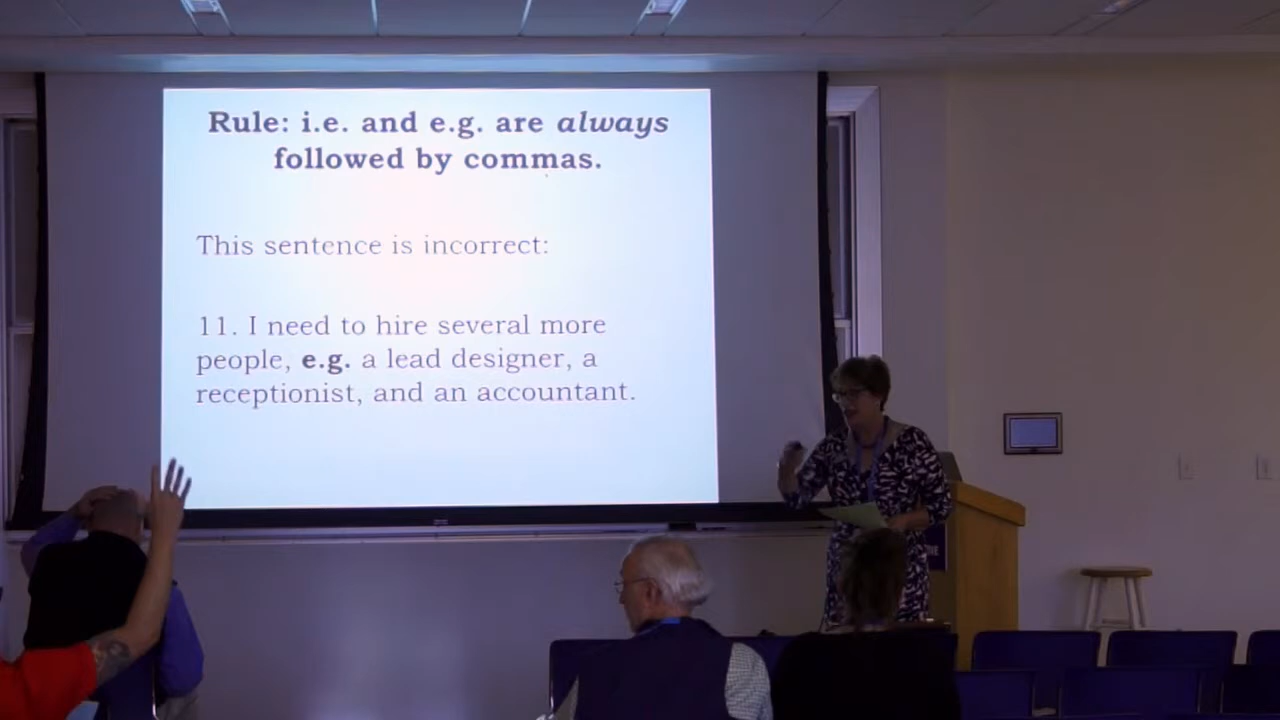 Rule: i.e. and e.g. are always
followed by commas.
This sentence is incorrect:
11. I need to hire several more
people, e.g. a lead designer, a
receptionist, and an accountant.